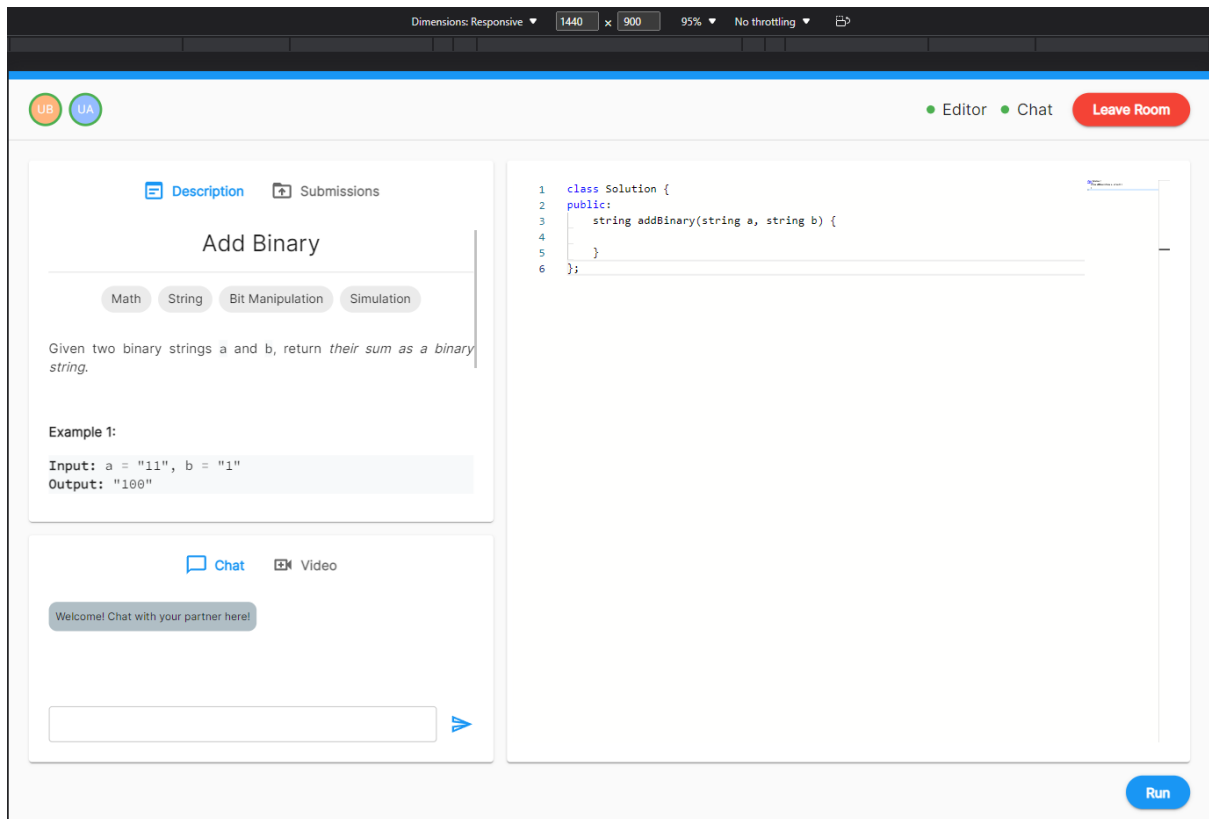 Dimensions: Responsive ▼ 1440 x 900 95% ▼ No throttling ▼
UB UA
Editor Chat Leave Room
Description Submissions
Add Binary
Math String Bit Manipulation Simulation
Given two binary strings a and b, return their sum as a binary
string.
Example 1:
Input: a = "11", b = "1"
Output: "100"
Chat Video
Welcome! Chat with your partner here!
1 class Solution {
2 public:
3     string addBinary(string a, string b) {
4
5     }
6 };
Run